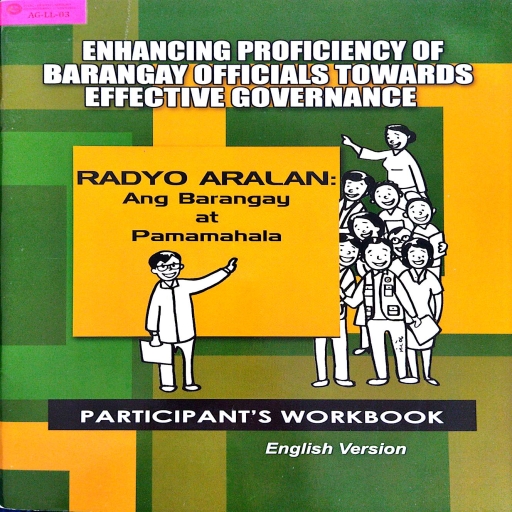 AG-LL-03
ENHANCING PROFICIENCY OF
BARANGAY OFFICIALS TOWARDS
EFFECTIVE GOVERNANCE
RADYO ARALAN:
Ang Barangay
at
Pamamahala
PARTICIPANT'S WORKBOOK
English Version